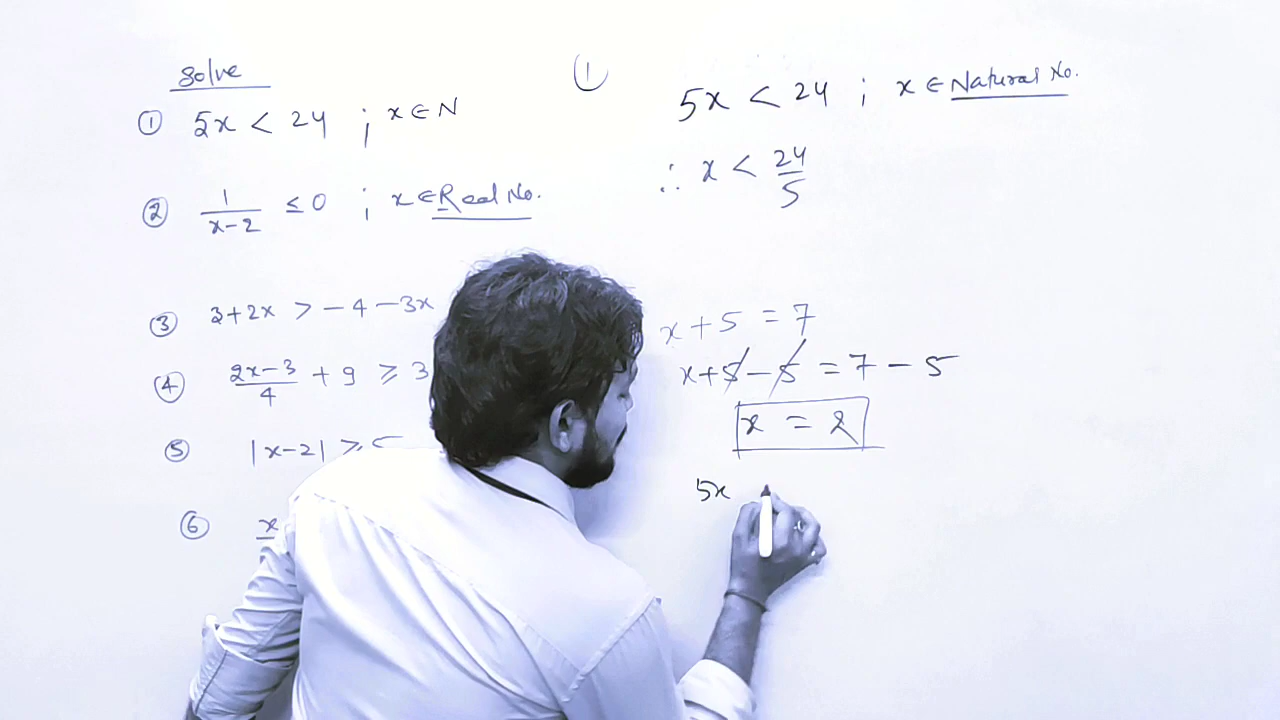 Solve
① 5x < 24 ; x ∈ N
② 1/(x-2) ≤ 0 ; x ∈ Real No.
③ 3+2x > -4-3x
④ (2x-3)/4 + 9 ≥ 3
⑤ |x-2| ≥ 5
⑥ x
①
5x < 24 ; x ∈ Natural No.
∴ x < 24/5
x+5 = 7
x+5-5 = 7-5
x = 2
5x